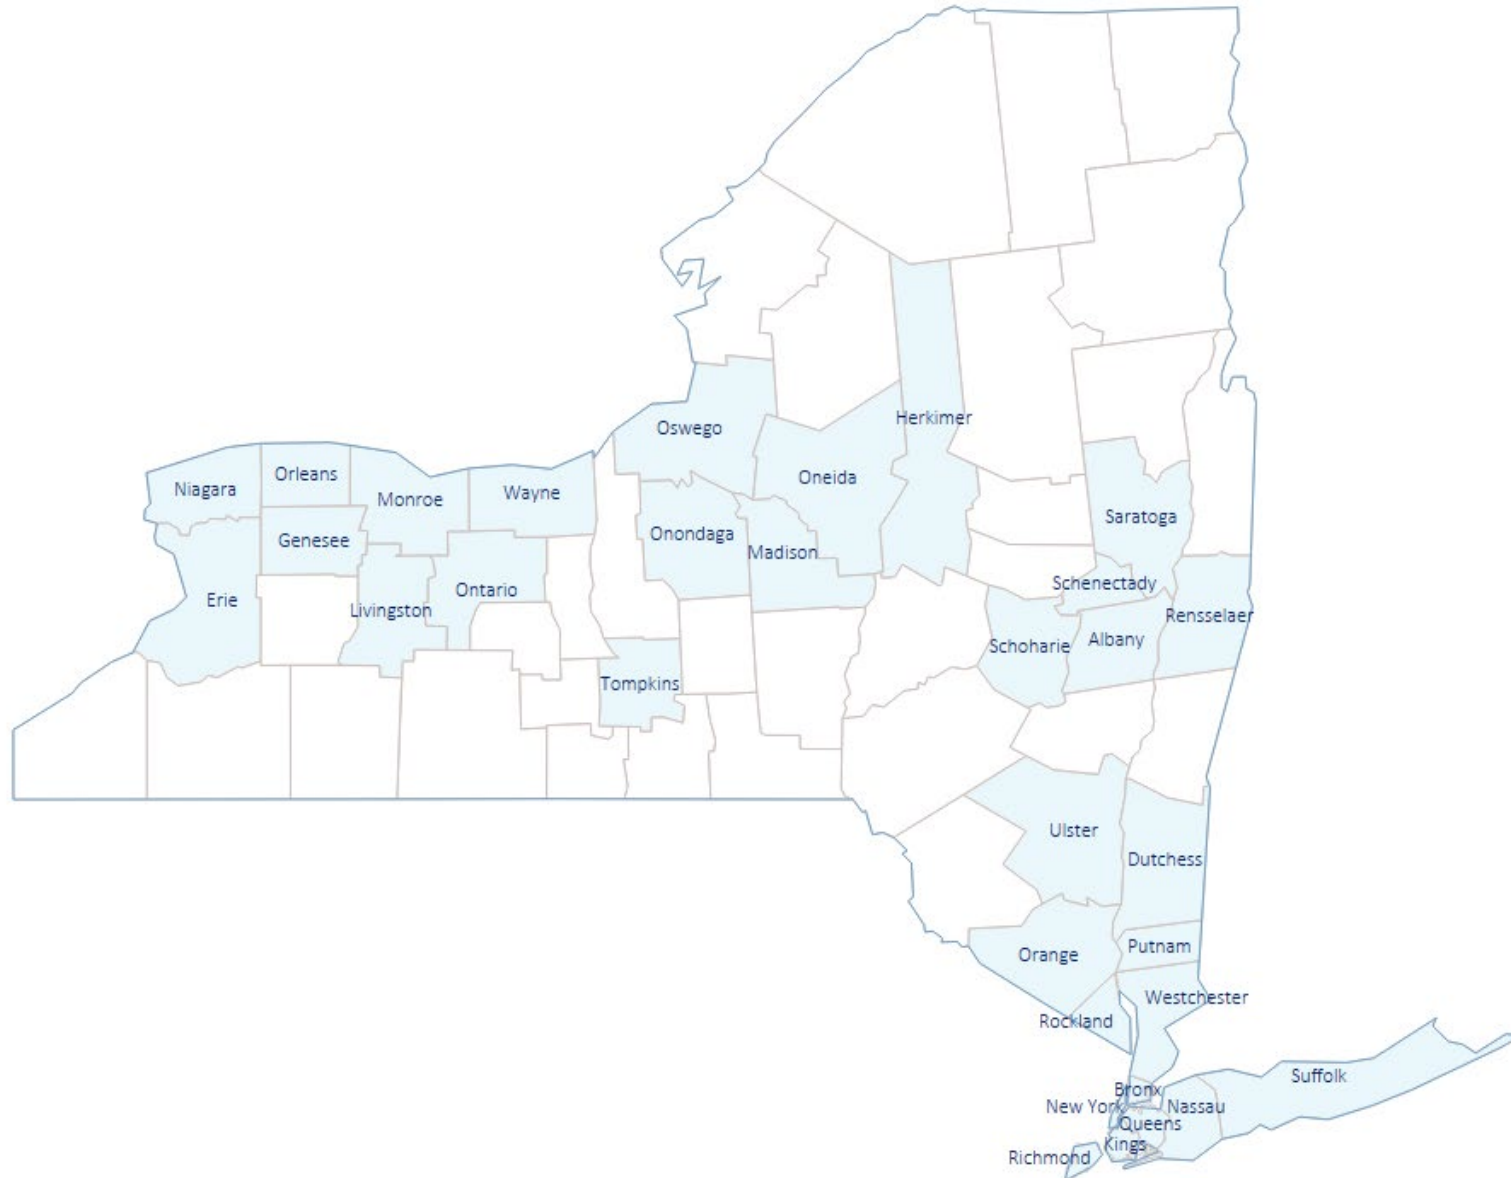 Herkimer
Oswego
Oneida
Orleans
Niagara
Monroe
Wayne
Saratoga
Onondaga
Genesee
Madison
Schenectady
Ontario
Erie
Livingston
Rensselaer
Albany
Schoharie
Tompkins
Ulster
Dutchess
Putnam
Orange
Westchester
Rockland
Suffolk
Bronx
New York
Nassau
Queens
Kings
Richmond